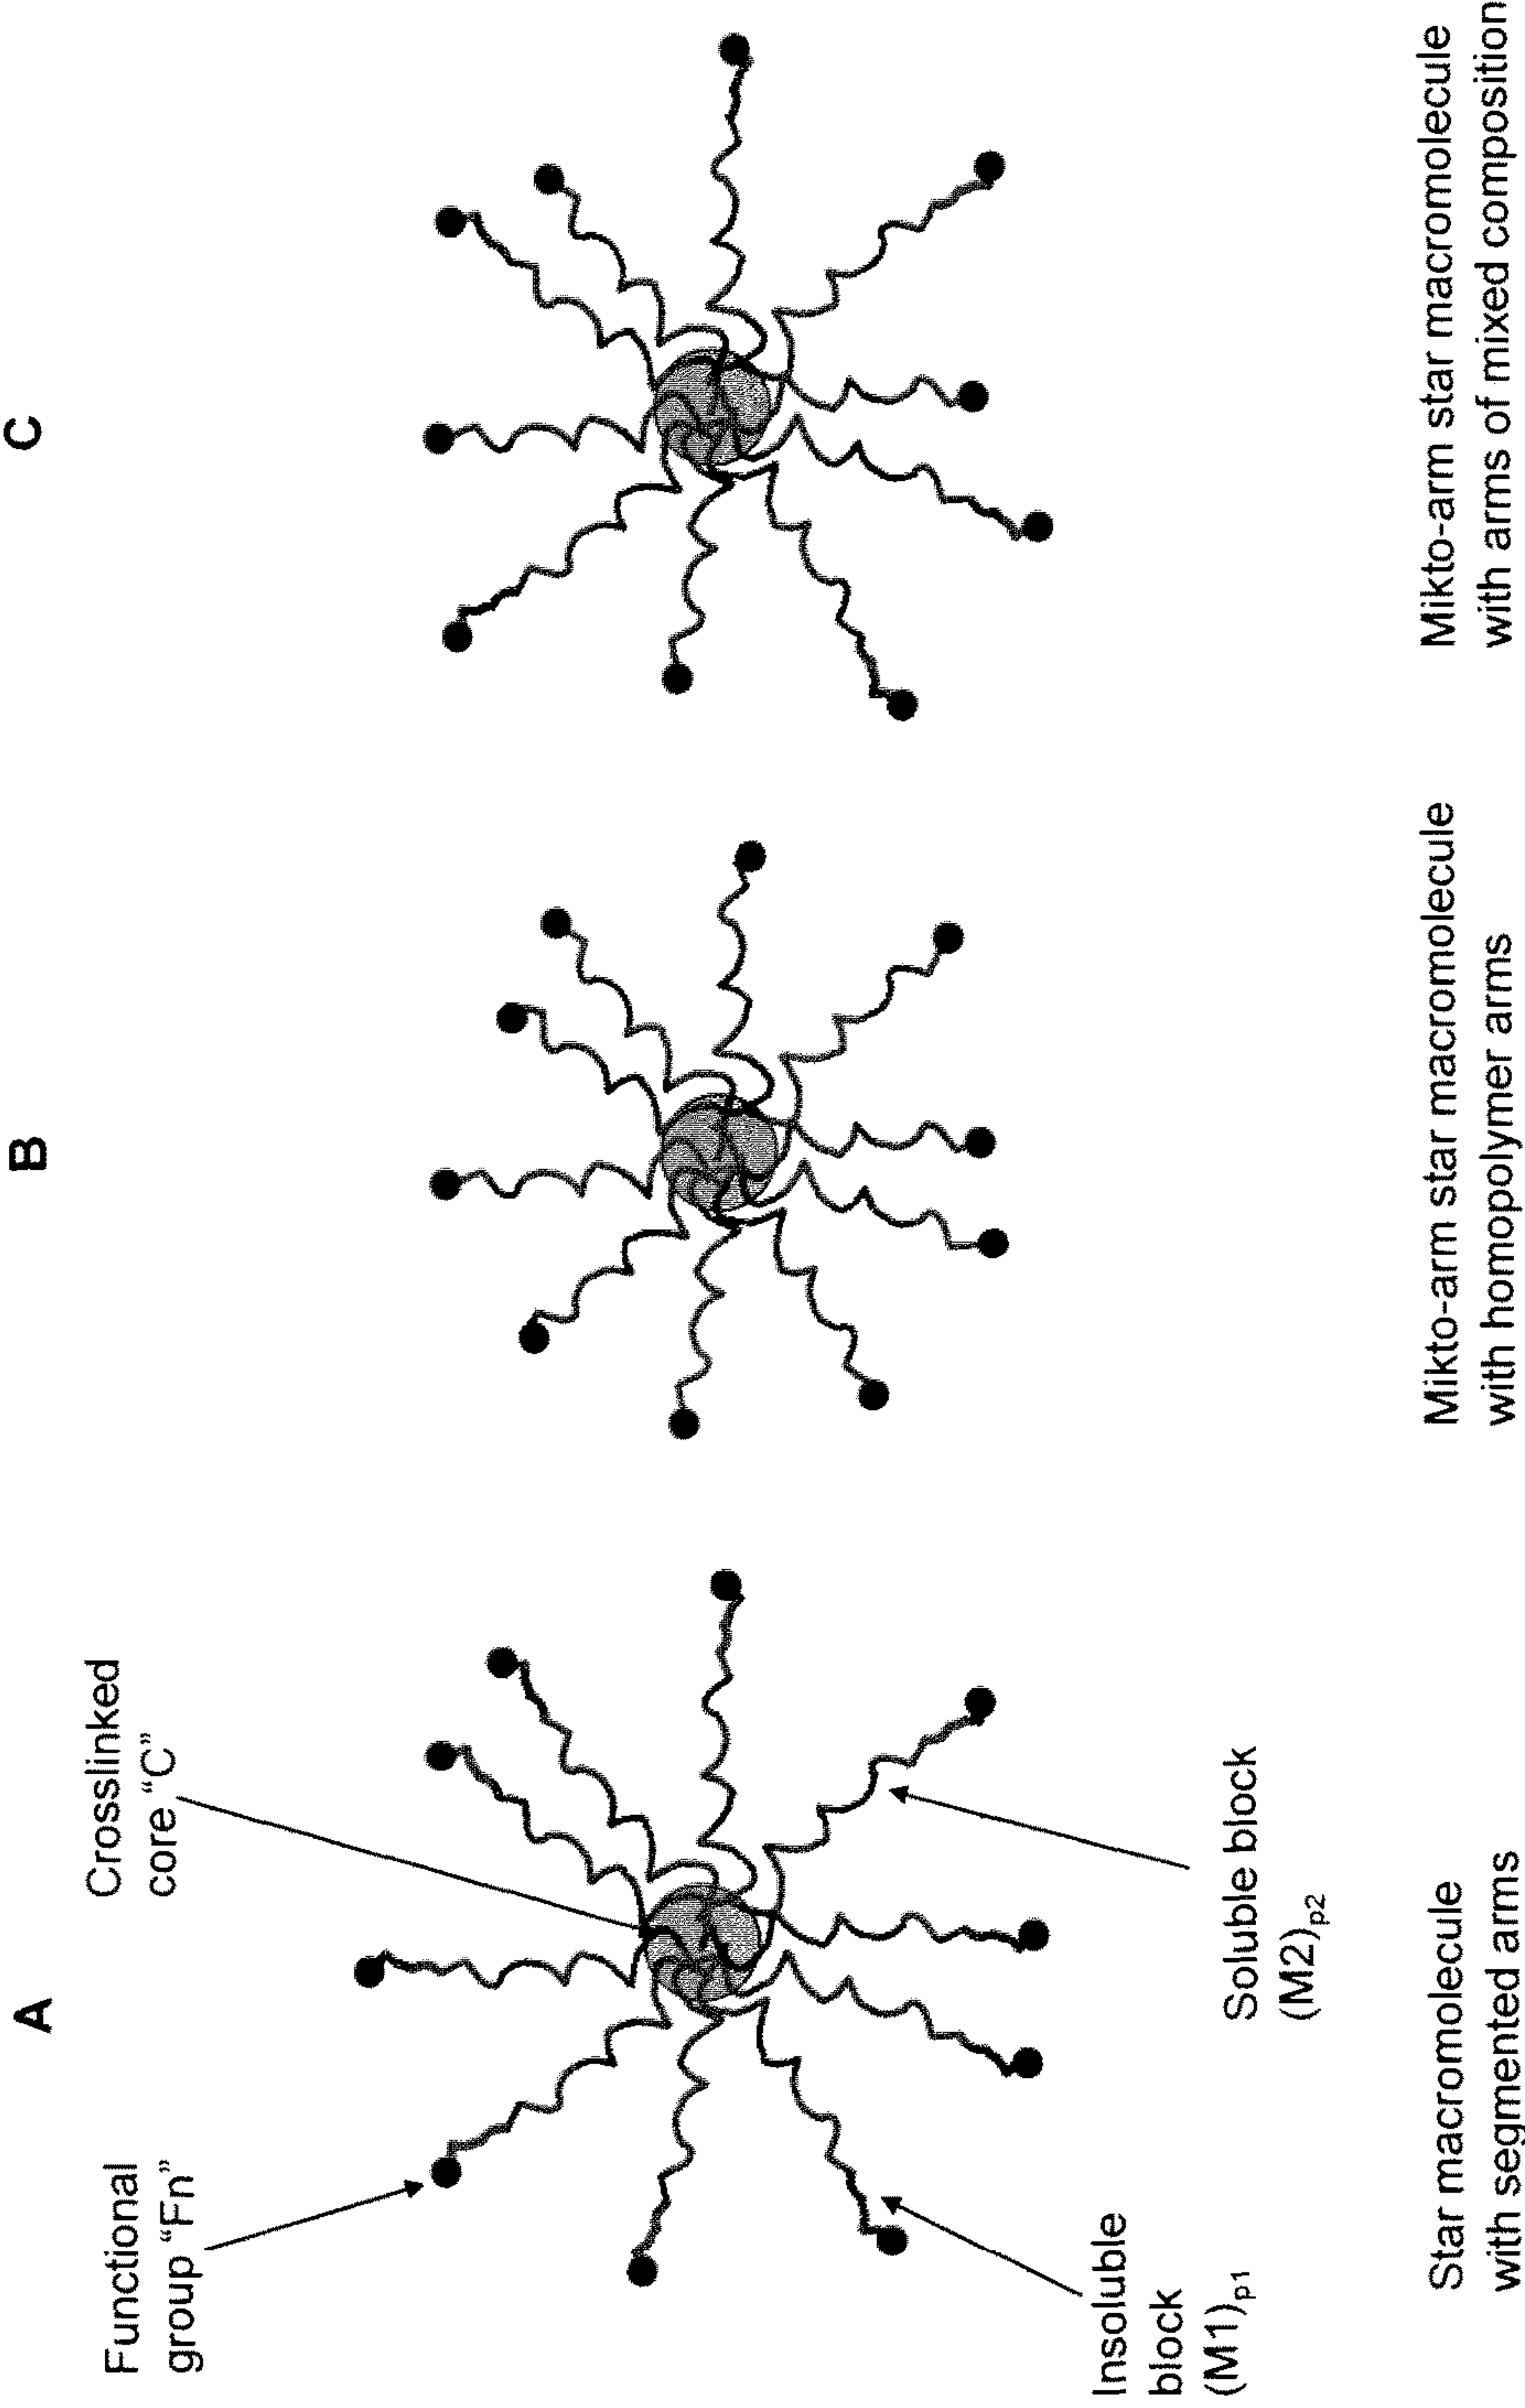 A
B
C
Functional
group “Fn”
Crosslinked
core “C”
Insoluble
block
(M1)p1
Soluble block
(M2)p2
Star macromolecule
with segmented arms
Mikto-arm star macromolecule
with homopolymer arms
Mikto-arm star macromolecule
with arms of mixed composition